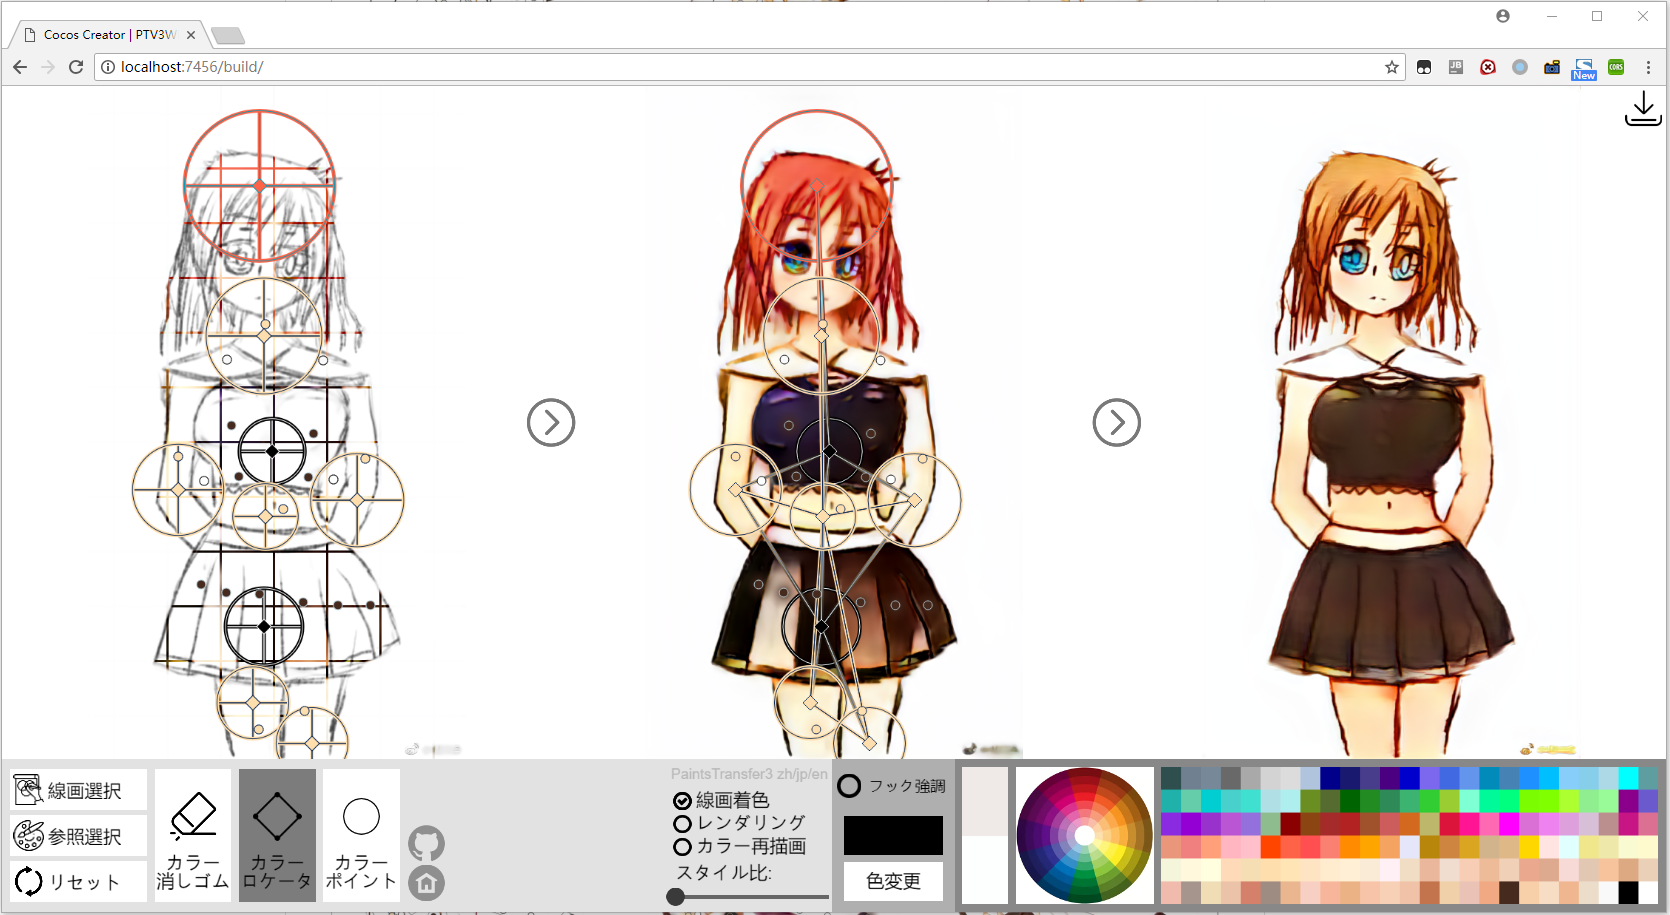 Cocos Creator | PTV3W
localhost:7456/build/
JB
New
CORS
線画選択
参照選択
リセット
カラー
消しゴム
カラー
ロケータ
カラー
ポイント
PaintsTransfer3 zh/jp/en
線画着色
レンダリング
カラー再描画
スタイル比:
フック強調
色変更